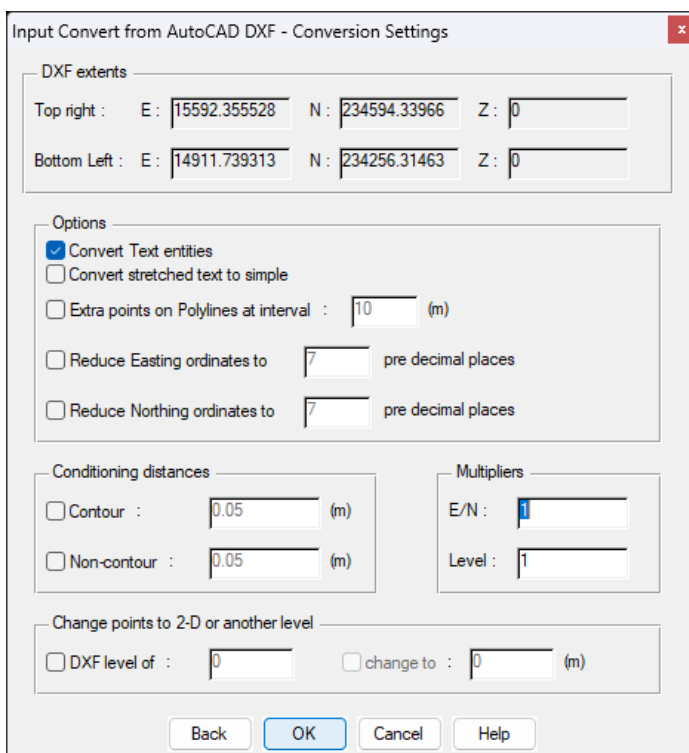 Input Convert from AutoCAD DXF - Conversion Settings x
DXF extents
Top right : E : 15592.355528 N : 234594.33966 Z : 0
Bottom Left : E : 14911.739313 N : 234256.31463 Z : 0
Options
Convert Text entities
Convert stretched text to simple
Extra points on Polylines at interval : 10 (m)
Reduce Easting ordinates to 7 pre decimal places
Reduce Northing ordinates to 7 pre decimal places
Conditioning distances Multipliers
Contour : 0.05 (m) E/N : 1
Non-contour : 0.05 (m) Level : 1
Change points to 2-D or another level
DXF level of : 0 change to : 0 (m)
Back OK Cancel Help